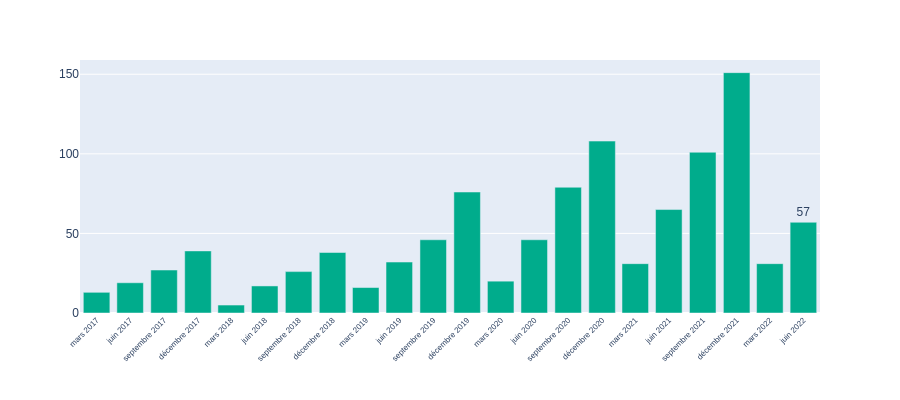 150
100
50
0
57
mars 2017
juin 2017
septembre 2017
décembre 2017
mars 2018
juin 2018
septembre 2018
décembre 2018
mars 2019
juin 2019
septembre 2019
décembre 2019
mars 2020
juin 2020
septembre 2020
décembre 2020
mars 2021
juin 2021
septembre 2021
décembre 2021
mars 2022
juin 2022